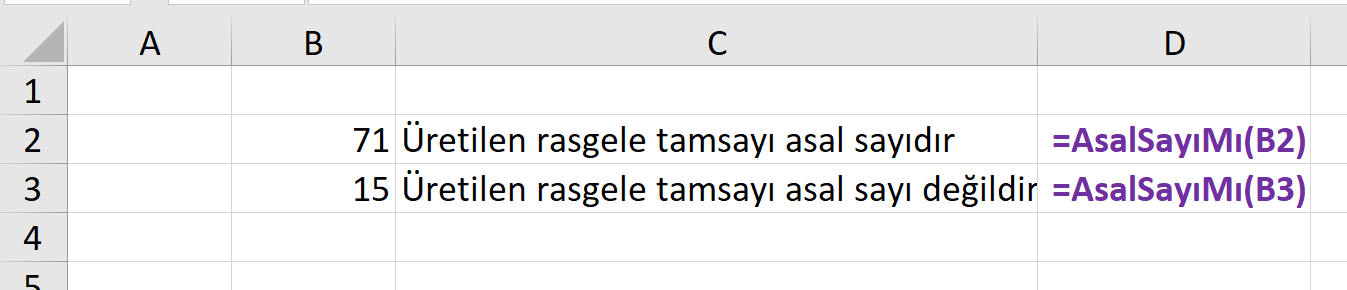 A B C D
1
2 71 Üretilen rasgele tamsayı asal sayıdır =AsalSayıMı(B2)
3 15 Üretilen rasgele tamsayı asal sayı değildir =AsalSayıMı(B3)
4
5